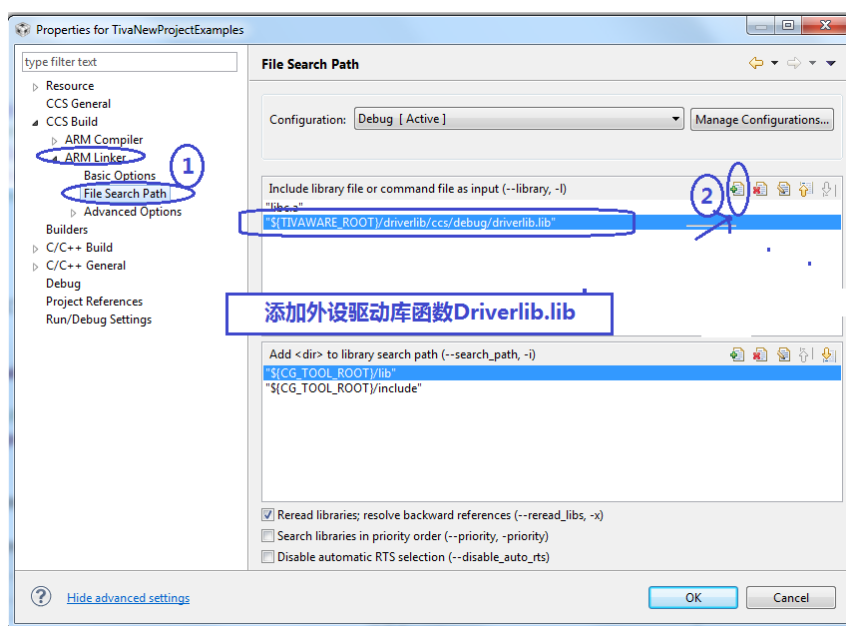 Properties for TivaNewProjectExamples
type filter text
Resource
CCS General
CCS Build
ARM Compiler
ARM Linker
Basic Options
File Search Path
Advanced Options
Builders
C/C++ Build
C/C++ General
Debug
Project References
Run/Debug Settings
1
File Search Path
Configuration: Debug [ Active ] Manage Configurations...
Include library file or command file as input (--library, -l)
2
"libc.a"
"${TIVAWARE_ROOT}/driverlib/ccs/debug/driverlib.lib"
添加外设驱动库函数Driverlib.lib
Add <dir> to library search path (--search_path, -i)
"${CG_TOOL_ROOT}/lib"
"${CG_TOOL_ROOT}/include"
Reread libraries; resolve backward references (--reread_libs, -x)
Search libraries in priority order (--priority, -priority)
Disable automatic RTS selection (--disable_auto_rts)
? Hide advanced settings OK Cancel